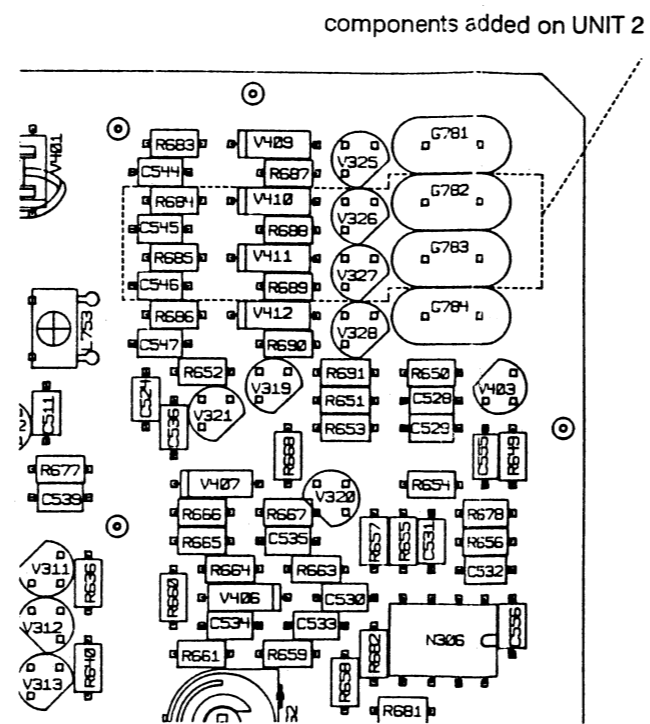 components added on UNIT 2
V401
R683 V409 V325 G781
C544 R687
R684 V410 V326 G782
C545 R688
R685 V411 V327 G783
C546 R689
R686 V412 V328 G784
L753
C547 R690
R652 V319 R691 R650 V403
C524 V321 R651 C528
C511 C536 R653 C529
R668 C555 R649
R677 V407 V320 R654
C539 R666 R667 R678
R665 C535 R657 R655 C531 R656
V311 R636 R664 R663 C532
R660 V406 C530
V312 C534 C533 N306 C556
R640 R661 R659 R682
V313 R658
R681